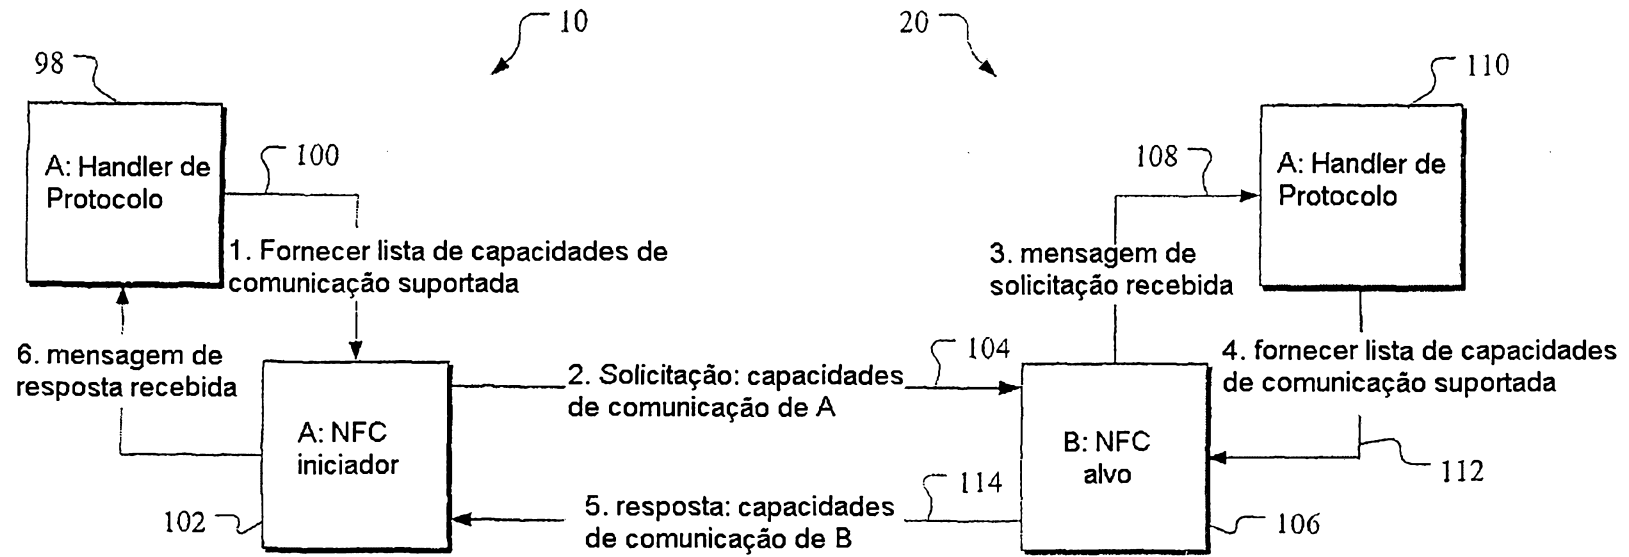 10
20
98
110
A: Handler de
Protocolo
100
108
A: Handler de
Protocolo
1. Fornecer lista de capacidades de
comunicação suportada
3. mensagem de
solicitação recebida
6. mensagem de
resposta recebida
2. Solicitação: capacidades
de comunicação de A
104
4. fornecer lista de capacidades
de comunicação suportada
A: NFC
iniciador
B: NFC
alvo
112
5. resposta: capacidades
de comunicação de B
114
102
106